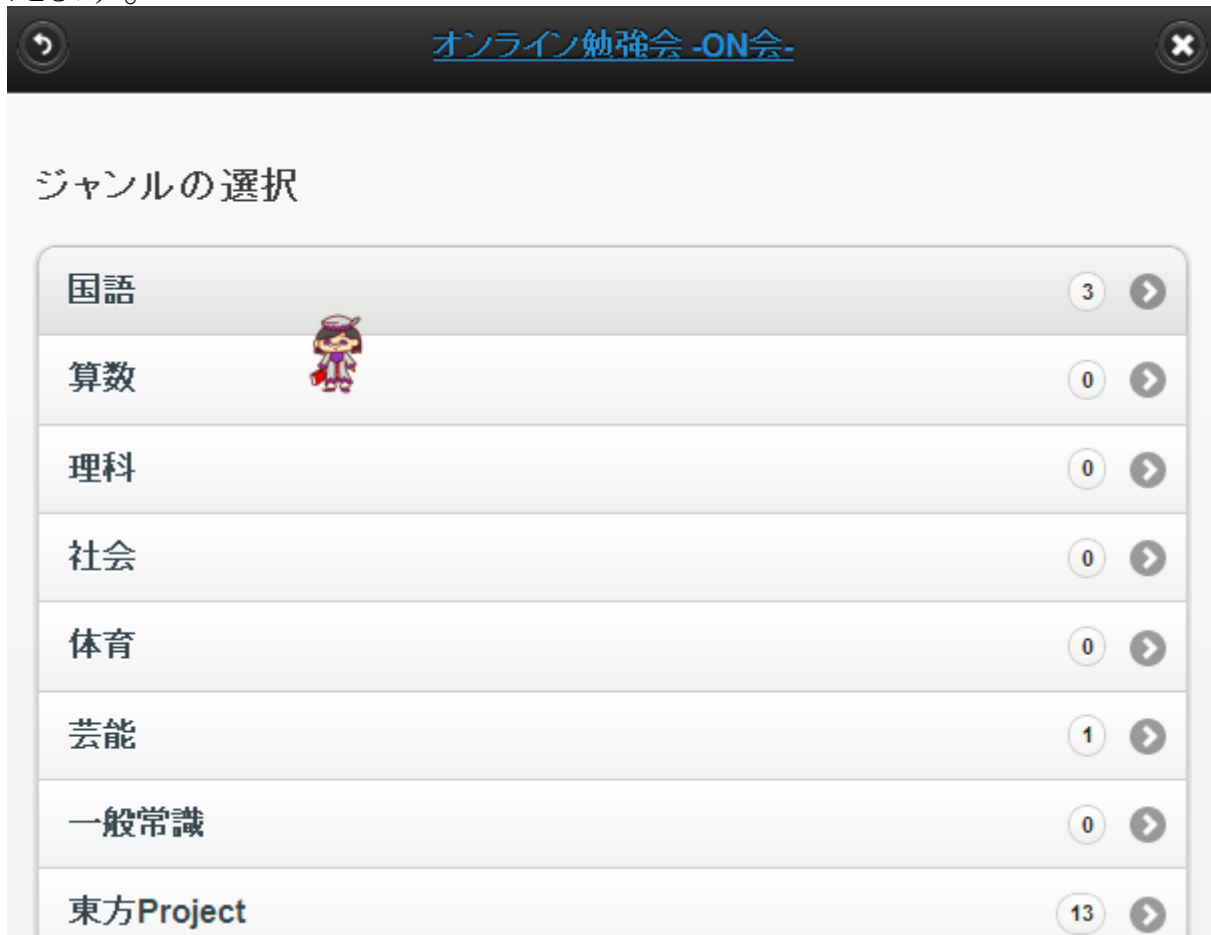 オンライン勉強会 -ON会-
ジャンルの選択
国語 3
算数 0
理科 0
社会 0
体育 0
芸能 1
一般常識 0
東方Project 13